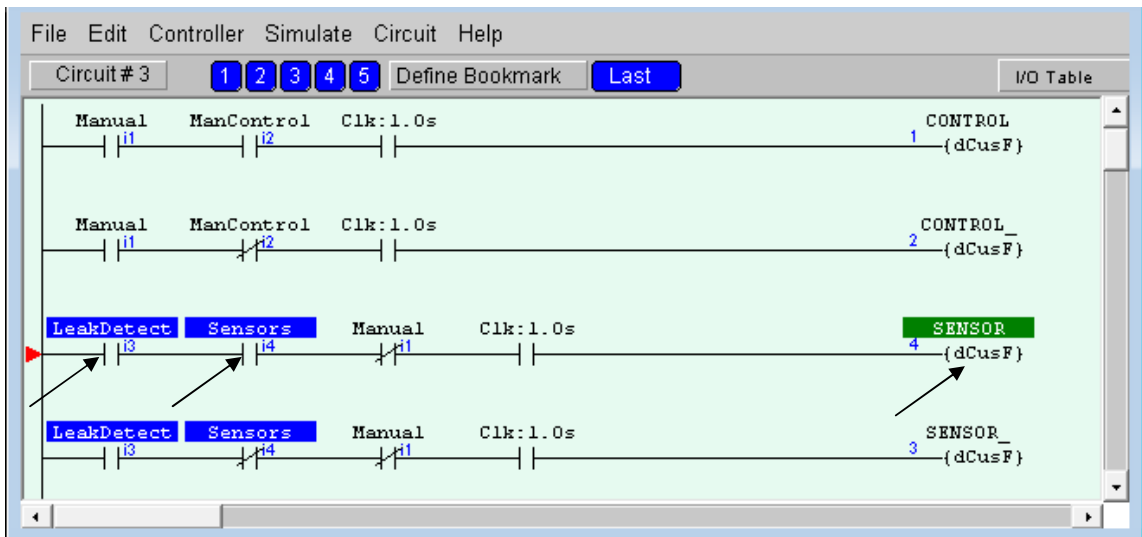 File Edit Controller Simulate Circuit Help
Circuit # 3 1 2 3 4 5 Define Bookmark Last I/O Table
Manual ManControl Clk:1.0s CONTROL
i1 i2 1 {dCusF}
Manual ManControl Clk:1.0s CONTROL_
i1 i2 2 {dCusF}
LeakDetect Sensors Manual Clk:1.0s SENSOR
i3 i4 i1 4 {dCusF}
LeakDetect Sensors Manual Clk:1.0s SENSOR_
i3 i4 i1 3 {dCusF}